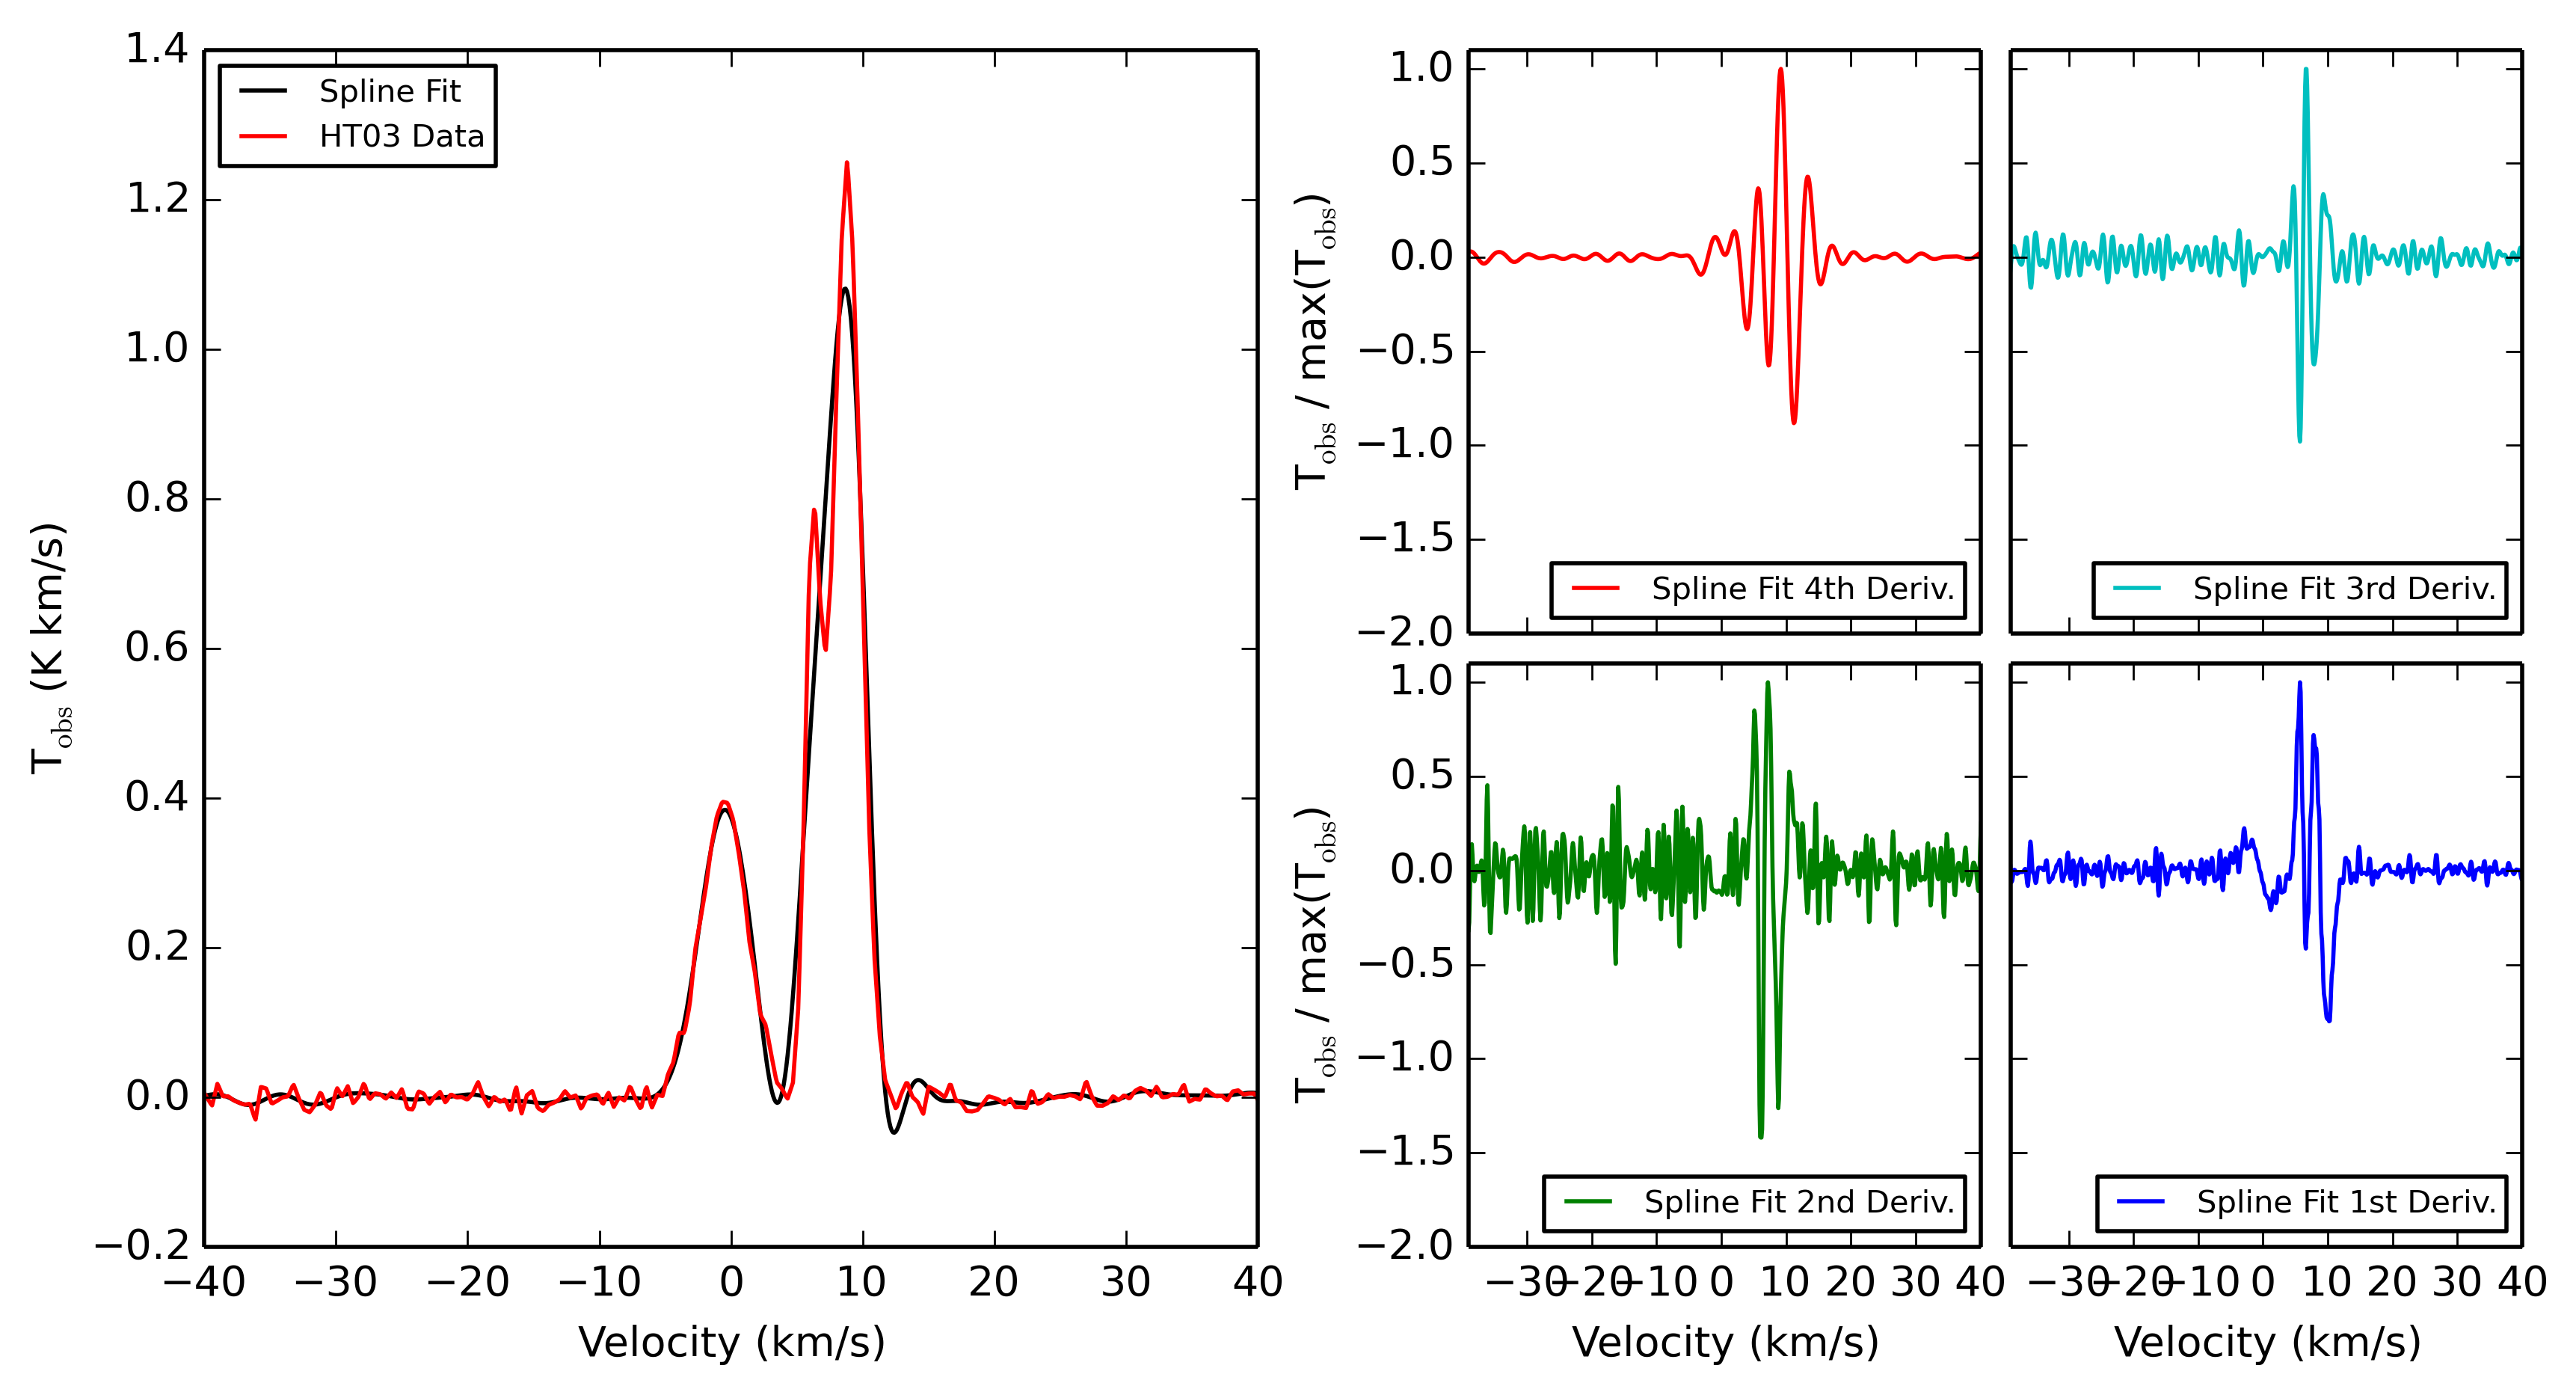 1.4
1.2
1.0
0.8
0.6
0.4
0.2
0.0
−0.2
−40 −30 −20 −10 0 10 20 30 40
Velocity (km/s)
T_obs (K km/s)
Spline Fit
HT03 Data
1.0
0.5
0.0
−0.5
−1.0
−1.5
−2.0
T_obs / max(T_obs)
Spline Fit 4th Deriv.
Spline Fit 3rd Deriv.
1.0
0.5
0.0
−0.5
−1.0
−1.5
−2.0
T_obs / max(T_obs)
Spline Fit 2nd Deriv.
Spline Fit 1st Deriv.
−30 −20 −10 0 10 20 30 40
Velocity (km/s)
−30 −20 −10 0 10 20 30 40
Velocity (km/s)